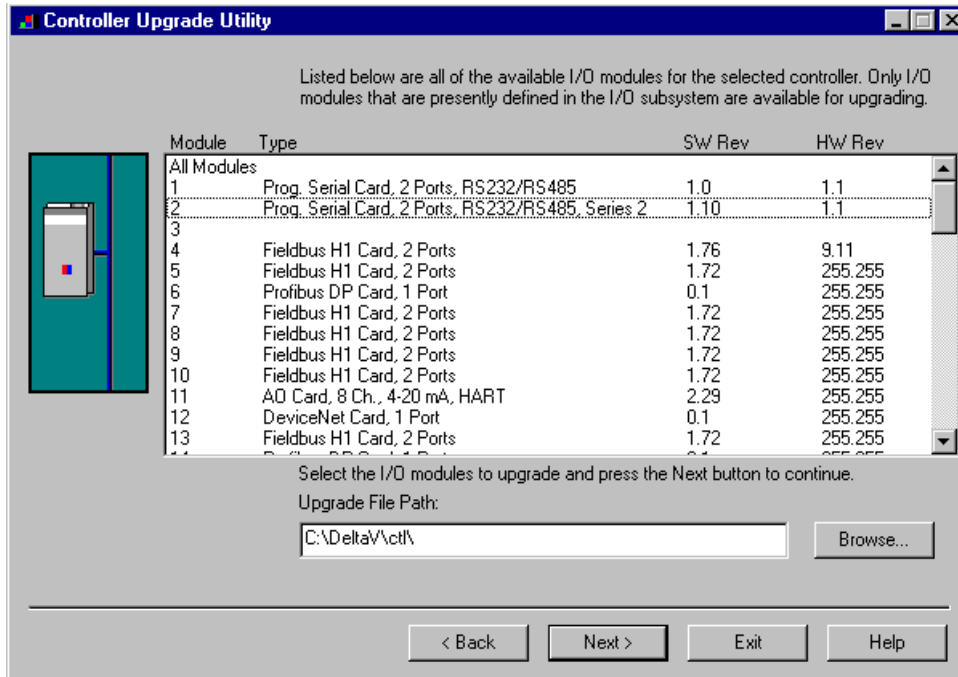 Controller Upgrade Utility
Listed below are all of the available I/O modules for the selected controller. Only I/O
modules that are presently defined in the I/O subsystem are available for upgrading.
Module Type SW Rev HW Rev
All Modules
1 Prog. Serial Card, 2 Ports, RS232/RS485 1.0 1.1
2 Prog. Serial Card, 2 Ports, RS232/RS485, Series 2 1.10 1.1
3
4 Fieldbus H1 Card, 2 Ports 1.76 9.11
5 Fieldbus H1 Card, 2 Ports 1.72 255.255
6 Profibus DP Card, 1 Port 0.1 255.255
7 Fieldbus H1 Card, 2 Ports 1.72 255.255
8 Fieldbus H1 Card, 2 Ports 1.72 255.255
9 Fieldbus H1 Card, 2 Ports 1.72 255.255
10 Fieldbus H1 Card, 2 Ports 1.72 255.255
11 AO Card, 8 Ch., 4-20 mA, HART 2.29 255.255
12 DeviceNet Card, 1 Port 0.1 255.255
13 Fieldbus H1 Card, 2 Ports 1.72 255.255
Select the I/O modules to upgrade and press the Next button to continue.
Upgrade File Path:
C:\DeltaV\ctl\
Browse...
< Back Next > Exit Help